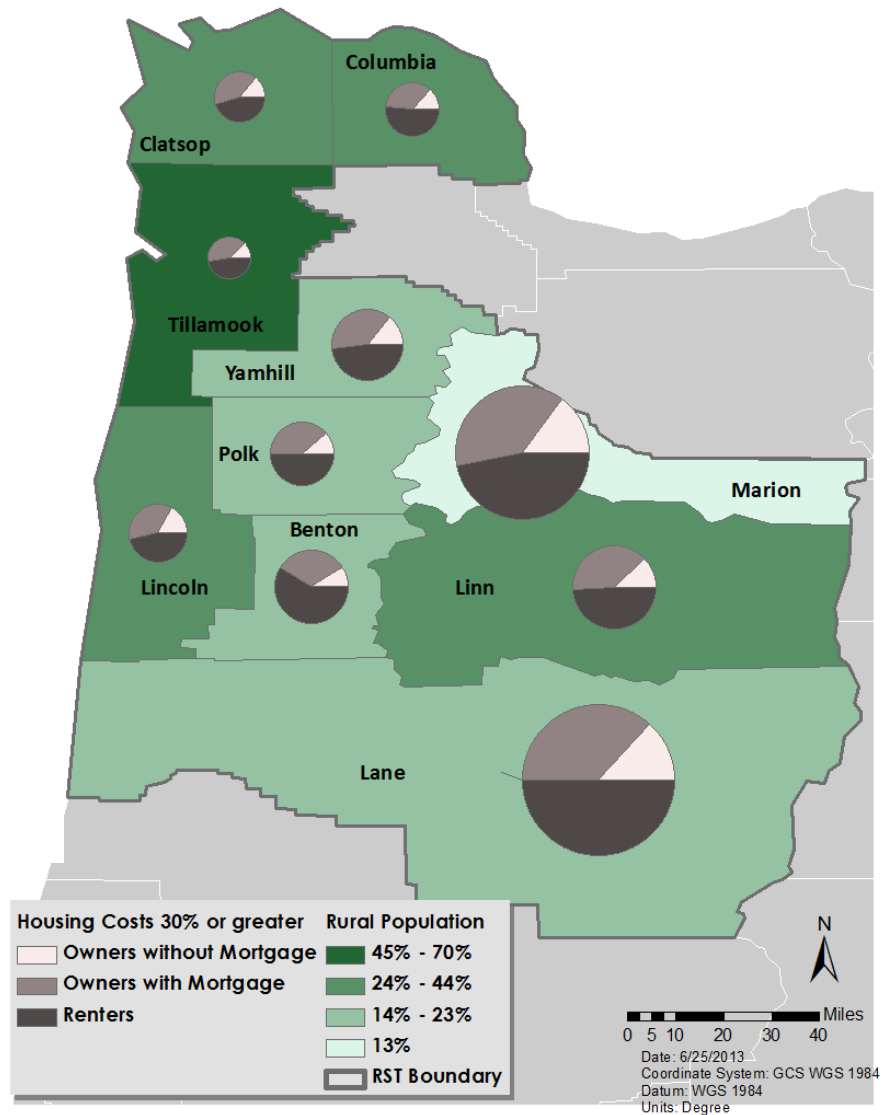 Columbia
Clatsop
Tillamook
Yamhill
Polk
Marion
Benton
Lincoln
Linn
Lane
Housing Costs 30% or greater
Owners without Mortgage
Owners with Mortgage
Renters
Rural Population
45% - 70%
24% - 44%
14% - 23%
13%
RST Boundary
N
Miles
0 5 10 20 30 40
Date: 6/25/2013
Coordinate System: GCS WGS 1984
Datum: WGS 1984
Units: Degree